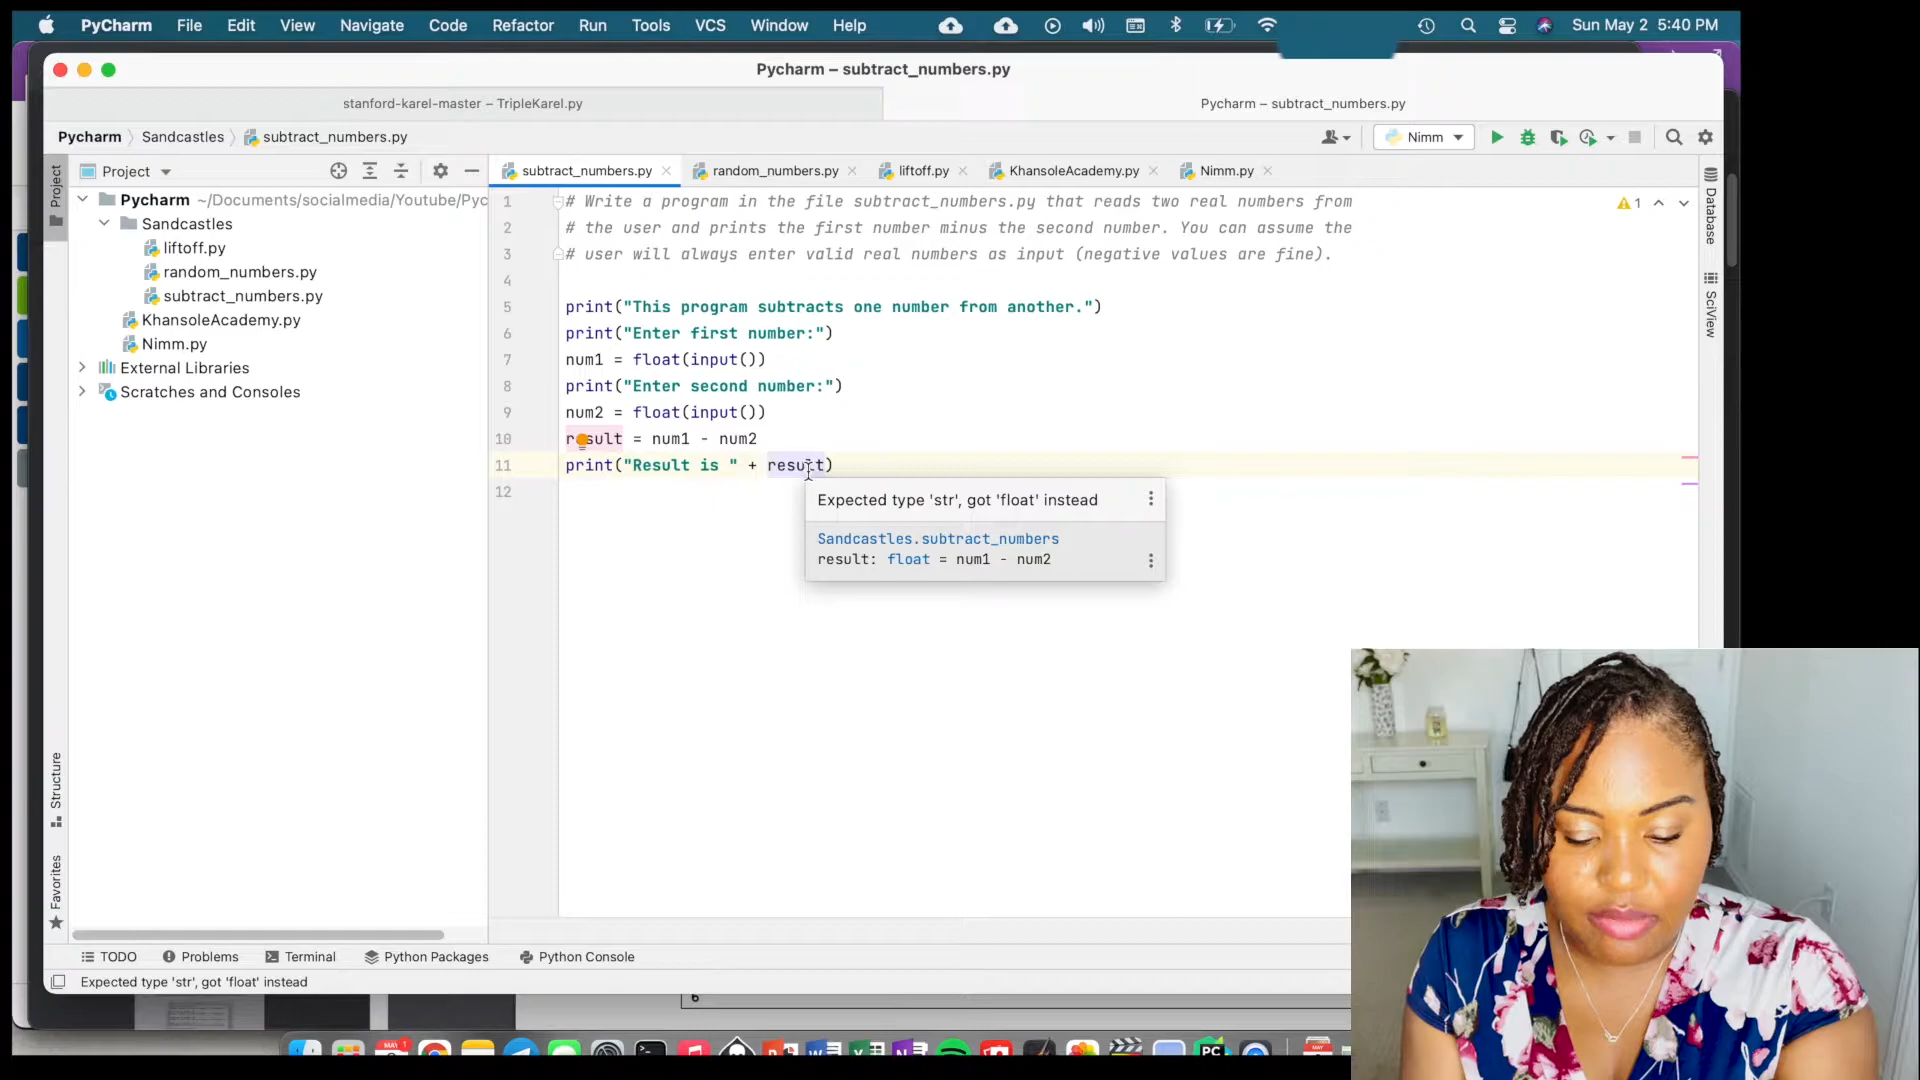 PyCharm File Edit View Navigate Code Refactor Run Tools VCS Window Help Sun May 2 5:40 PM
Pycharm – subtract_numbers.py
stanford-karel-master – TripleKarel.py Pycharm – subtract_numbers.py
Pycharm Sandcastles subtract_numbers.py Nimm
Project subtract_numbers.py random_numbers.py liftoff.py KhansoleAcademy.py Nimm.py
Project
Pycharm ~/Documents/socialmedia/Youtube/Pyc
Sandcastles
liftoff.py
random_numbers.py
subtract_numbers.py
KhansoleAcademy.py
Nimm.py
External Libraries
Scratches and Consoles
1 # Write a program in the file subtract_numbers.py that reads two real numbers from
2 # the user and prints the first number minus the second number. You can assume the
3 # user will always enter valid real numbers as input (negative values are fine).
4
5 print("This program subtracts one number from another.")
6 print("Enter first number:")
7 num1 = float(input())
8 print("Enter second number:")
9 num2 = float(input())
10 result = num1 - num2
11 print("Result is " + result)
12
1
Expected type 'str', got 'float' instead
Sandcastles.subtract_numbers
result: float = num1 - num2
Database
SciView
Structure
Favorites
TODO Problems Terminal Python Packages Python Console
Expected type 'str', got 'float' instead
6
MAY 1
PC
MAY